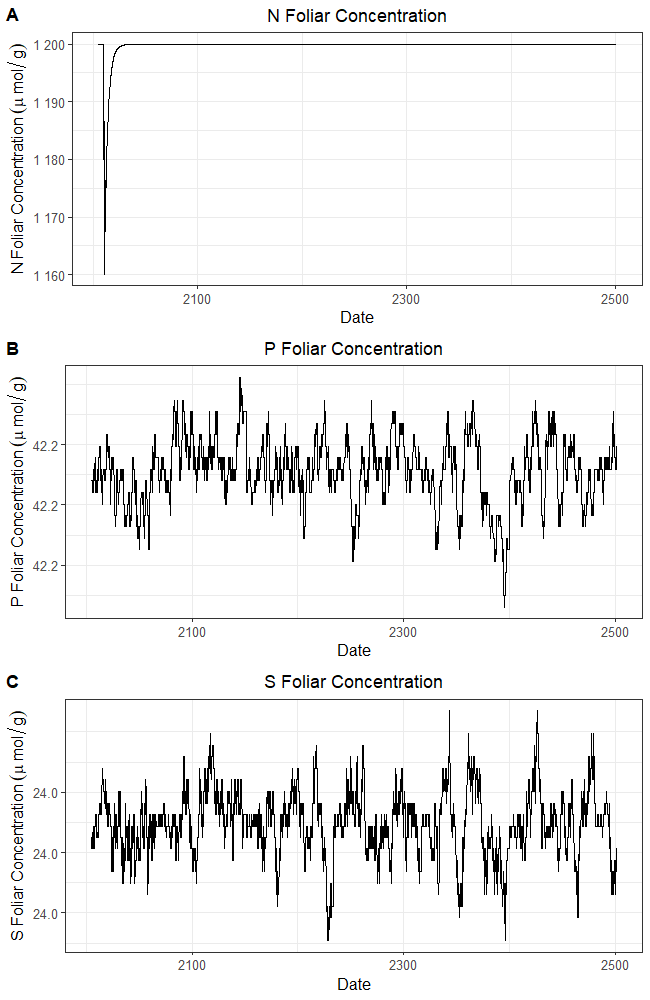 A
N Foliar Concentration
N Foliar Concentration (μ mol/g)
1 200
1 190
1 180
1 170
1 160
2100
2300
2500
Date
B
P Foliar Concentration
P Foliar Concentration (μ mol/g)
42.2
42.2
42.2
2100
2300
2500
Date
C
S Foliar Concentration
S Foliar Concentration (μ mol/g)
24.0
24.0
24.0
2100
2300
2500
Date